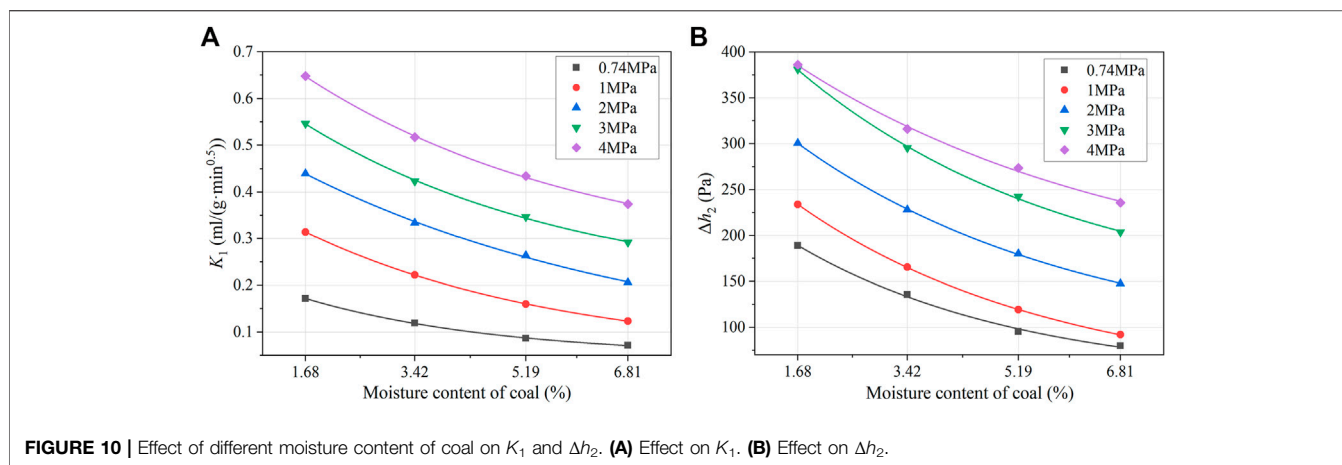 A
0.7
0.6
0.5
0.4
0.3
0.2
0.1
K₁ (ml/(g·min⁰·⁵))
0.74MPa
1MPa
2MPa
3MPa
4MPa
1.68
3.42
5.19
6.81
Moisture content of coal (%)
B
400
350
300
250
200
150
100
Δh₂ (Pa)
0.74MPa
1MPa
2MPa
3MPa
4MPa
1.68
3.42
5.19
6.81
Moisture content of coal (%)
FIGURE 10 | Effect of different moisture content of coal on K₁ and Δh₂. (A) Effect on K₁. (B) Effect on Δh₂.